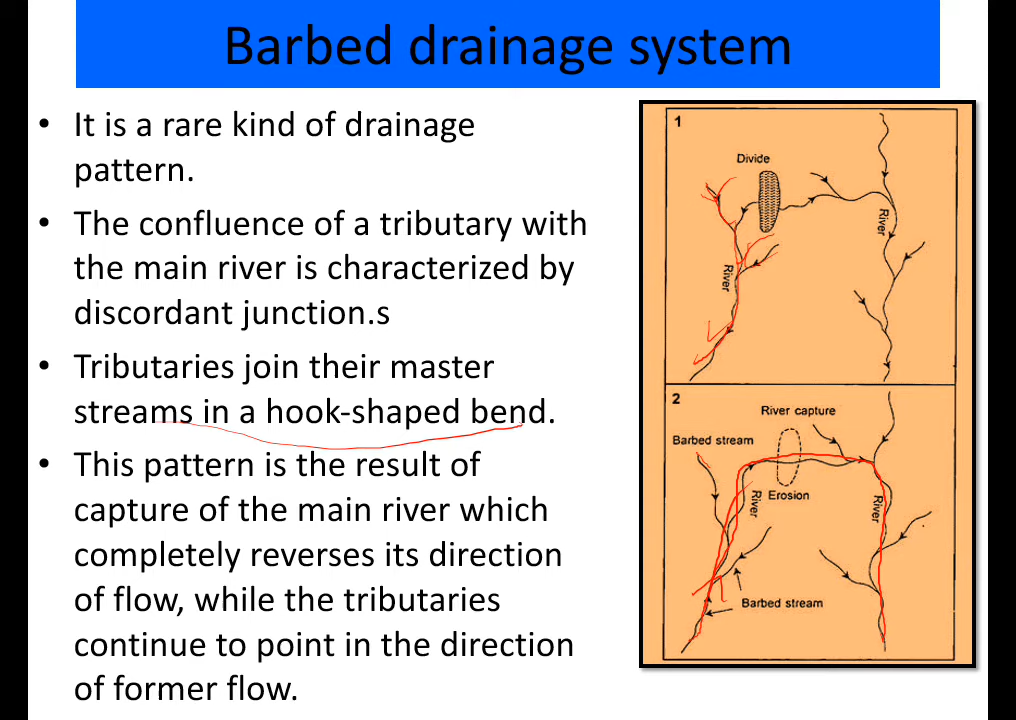 Barbed drainage system
• It is a rare kind of drainage
pattern.
• The confluence of a tributary with
the main river is characterized by
discordant junction.s
• Tributaries join their master
streams in a hook-shaped bend.
• This pattern is the result of
capture of the main river which
completely reverses its direction
of flow, while the tributaries
continue to point in the direction
of former flow.
1
Divide
River
River
2
River capture
Barbed stream
River
Erosion
River
Barbed stream